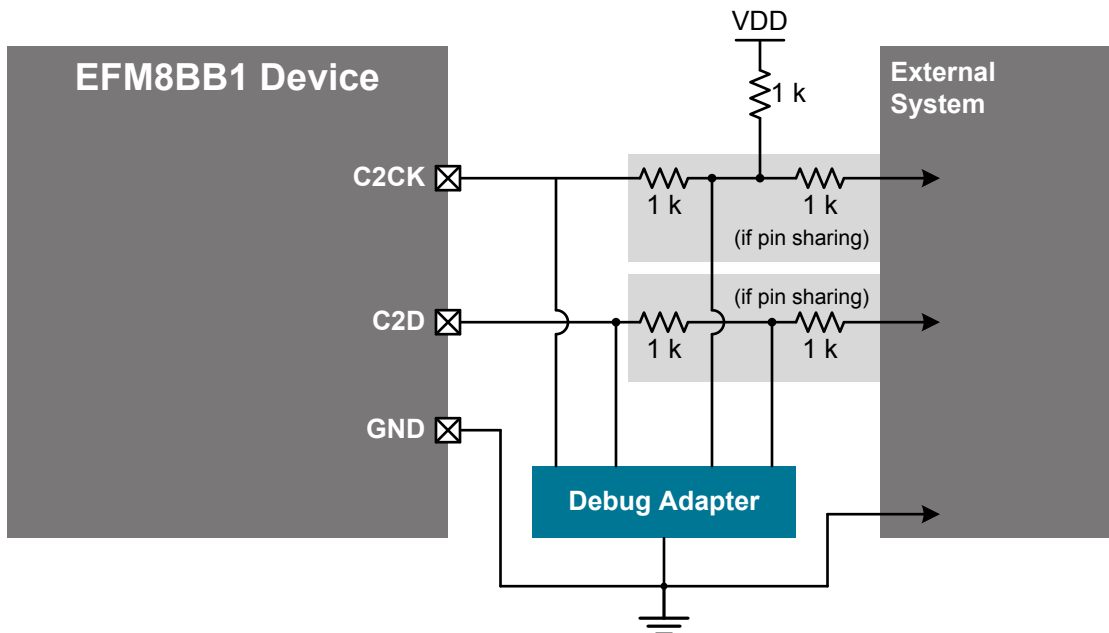 VDD
EFM8BB1 Device
External
System
1 k
C2CK
1 k
1 k
(if pin sharing)
(if pin sharing)
C2D
1 k
1 k
GND
Debug Adapter